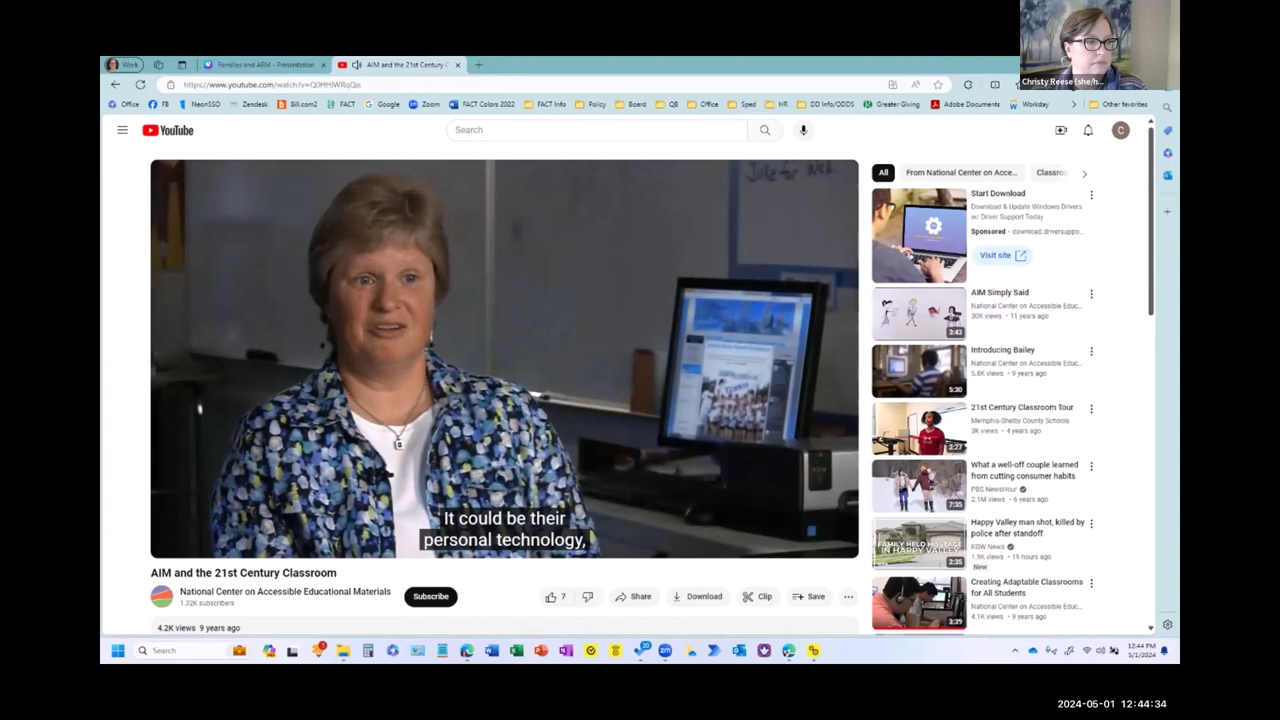 Work
Families and AEM - Presentation
AIM and the 21st Century C
https://www.youtube.com/watch?v=Q0HHIWRqQis
Christy Reese (she/h...
Office
FB
NeonSSO
Zendesk
Bill.com2
FACT
Google
Zoom
FACT Colors 2022
FACT Info
Policy
Board
QB
Office
Sped
HR
DD Info/ODDS
Greater Giving
Adobe Documents
Workday
Other favorites
YouTube
Search
C
All
From National Center on Acce...
Classroo
Start Download
Download & Update Windows Drivers
w/ Driver Support Today
Sponsored · download.driversuppo...
Visit site
AIM Simply Said
National Center on Accessible Educ...
30K views · 11 years ago
3:43
Introducing Bailey
National Center on Accessible Educ...
5.8K views · 9 years ago
5:30
21st Century Classroom Tour
Memphis-Shelby County Schools
3K views · 4 years ago
2:27
What a well-off couple learned
from cutting consumer habits
PBS NewsHour
2.1M views · 6 years ago
7:35
Happy Valley man shot, killed by
police after standoff
KGW News
1.9K views · 19 hours ago
New
FAMILY HELD HOSTAGE
IN HAPPY VALLEY
2:35
Creating Adaptable Classrooms
for All Students
National Center on Accessible Educ...
4.1K views · 9 years ago
3:39
It could be their
personal technology,
AIM and the 21st Century Classroom
National Center on Accessible Educational Materials
1.32K subscribers
Subscribe
7
Share
Download
Clip
Save
4.2K views 9 years ago
Search
12:44 PM
5/1/2024
2024-05-01 12:44:34